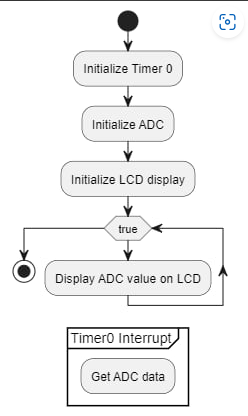 Initialize Timer 0
Initialize ADC
Initialize LCD display
true
Display ADC value on LCD
Timer0 Interrupt
Get ADC data